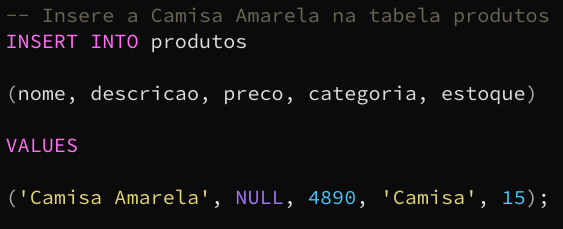 -- Insere a Camisa Amarela na tabela produtos
INSERT INTO produtos
(nome, descricao, preco, categoria, estoque)
VALUES
('Camisa Amarela', NULL, 4890, 'Camisa', 15);